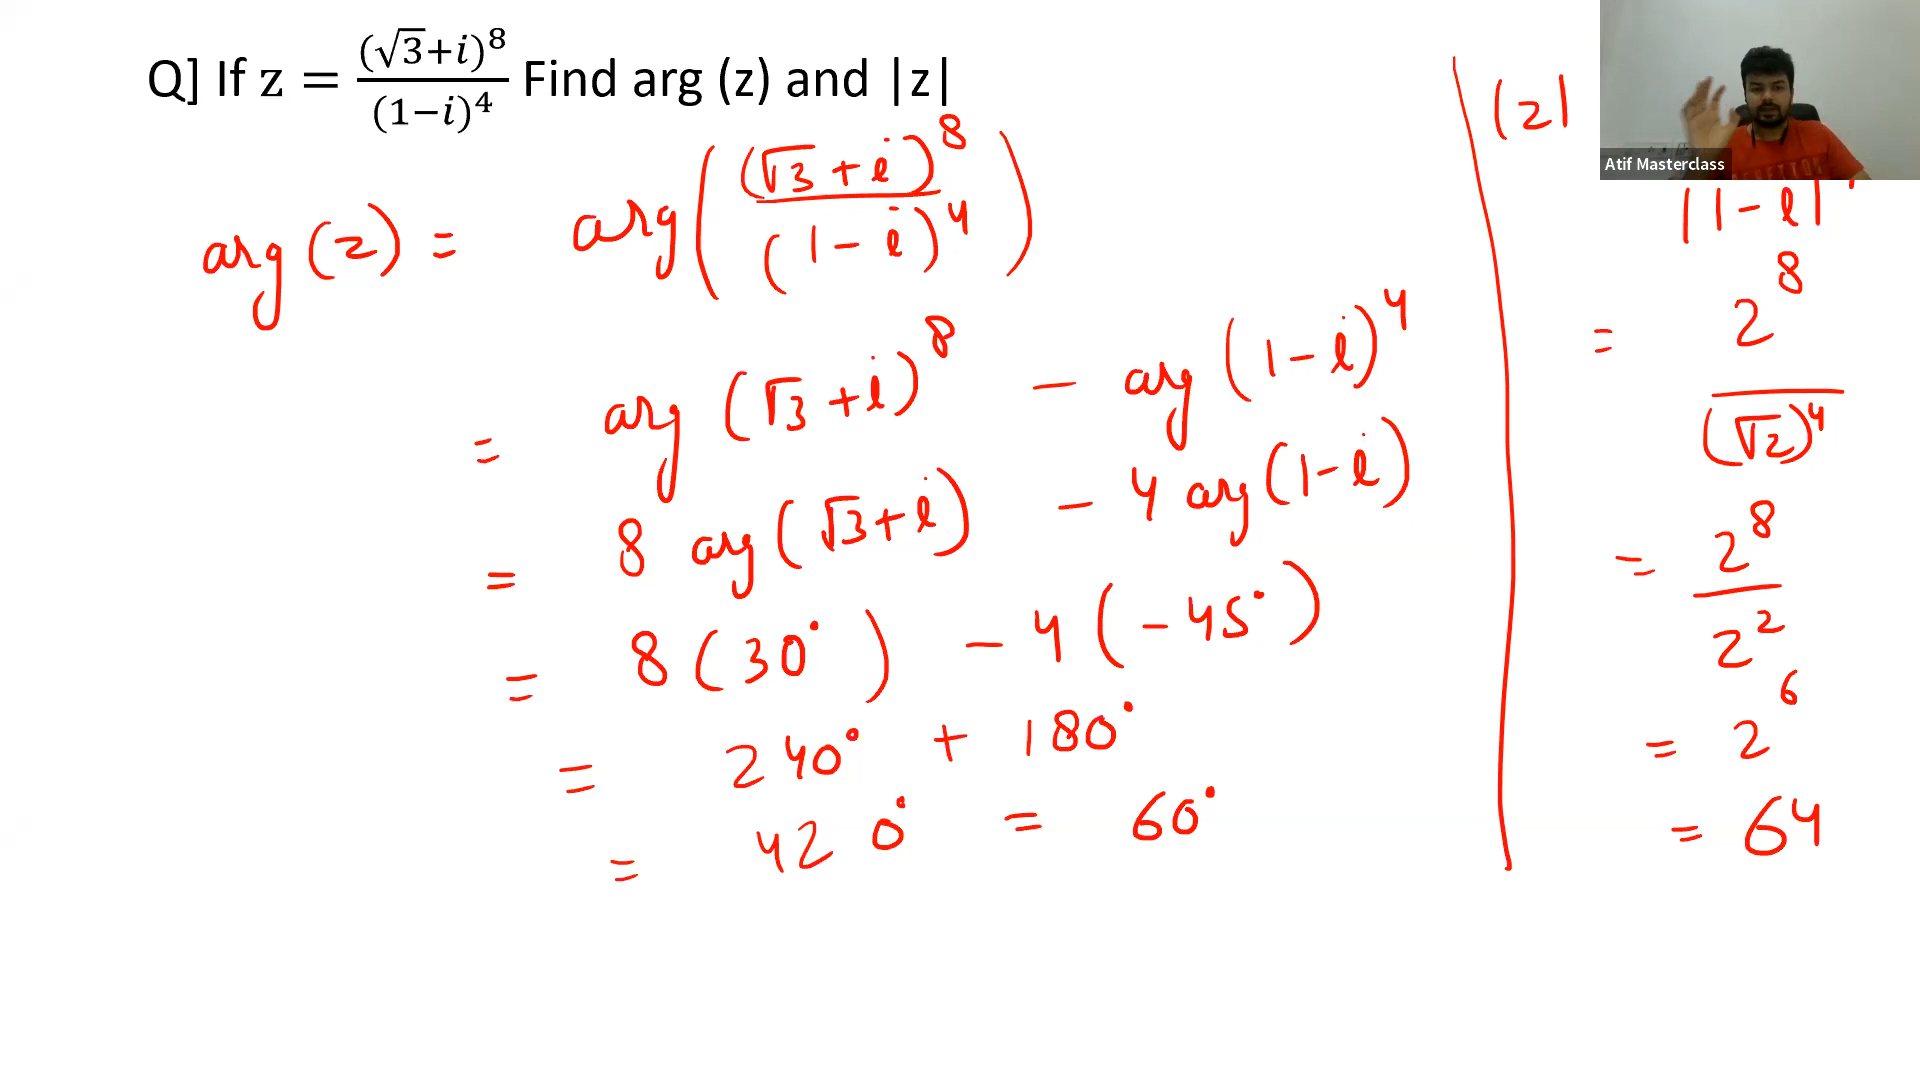 Q] If z = (√3+i)^8 / (1−i)^4 Find arg (z) and |z|
arg (z) = arg( (√3 + i)^8 / (1 − i)^4 )
= arg (√3 + i)^8 − arg (1 − i)^4
= 8 arg (√3 + i) − 4 arg (1 − i)
= 8 (30°) − 4 (−45°)
= 240° + 180°
= 420° = 60°
|z|
Atif Masterclass
|1 − i|
= 2^8 / (√2)^4
= 2^8 / 2^2
= 2^6
= 64